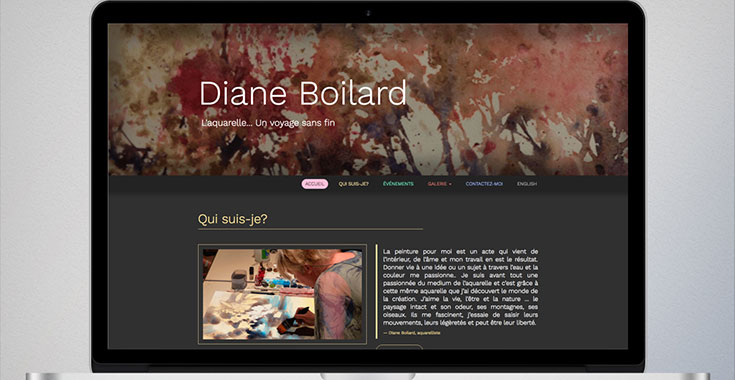 Diane Boilard
L'aquarelle... Un voyage sans fin
ACCUEIL QUI SUIS-JE? ÉVÉNEMENTS GALERIE CONTACTEZ-MOI ENGLISH
Qui suis-je?
La peinture pour moi est un acte qui vient de
l'intérieur, de l'âme et mon travail en est le résultat.
Donner vie à une idée ou un sujet à travers l'eau et la
couleur me passionne.. Je suis avant tout une
passionnée du medium de l'aquarelle et c'est grâce à
cette même aquarelle que j'ai découvert le monde de
la création. J'aime la vie, l'être et la nature ... le
paysage intact et son odeur, ses montagnes, ses
oiseaux. Ils me fascinent, j'essaie de saisir leurs
mouvements, leurs légèretés et peut être leur liberté.
— Diane Boilard, aquarelliste